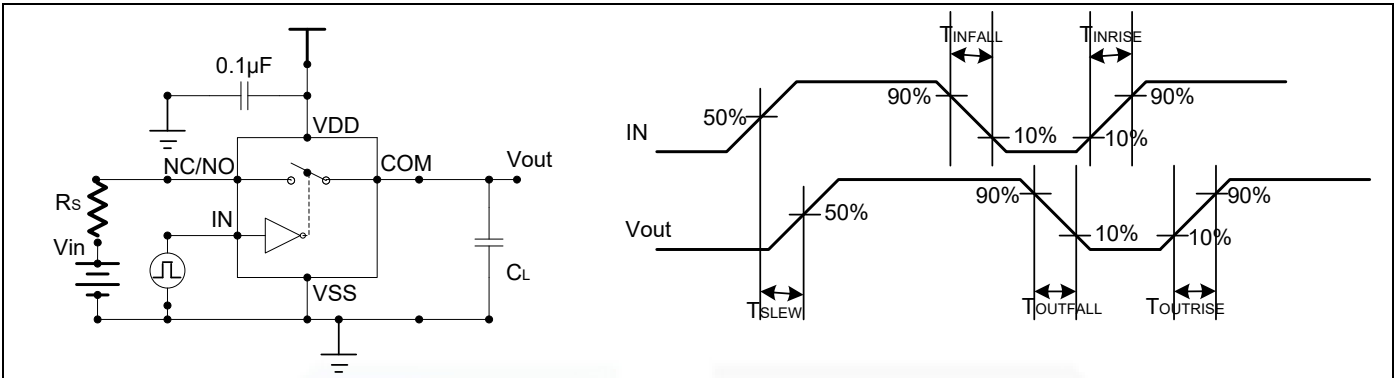 0.1µF
VDD
NC/NO
COM
Vout
RS
IN
Vin
CL
VSS
TINFALL
TINRISE
90%
90%
50%
IN
10%
10%
90%
90%
50%
Vout
10%
10%
TSLEW
TOUTFALL
TOUTRISE